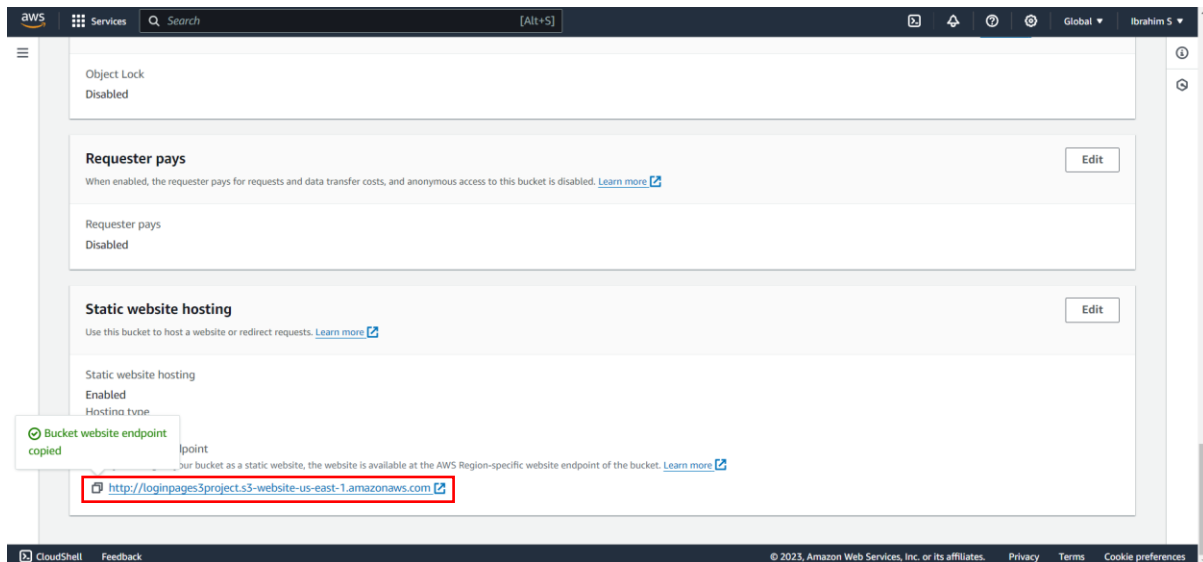 aws
Services
Search
[Alt+S]
Global
Ibrahim S
Object Lock
Disabled
Requester pays
Edit
When enabled, the requester pays for requests and data transfer costs, and anonymous access to this bucket is disabled. Learn more
Requester pays
Disabled
Static website hosting
Edit
Use this bucket to host a website or redirect requests. Learn more
Static website hosting
Enabled
Hosting type
Bucket website endpoint
copied
your bucket as a static website, the website is available at the AWS Region-specific website endpoint of the bucket. Learn more
http://loginpages3project.s3-website-us-east-1.amazonaws.com
CloudShell
Feedback
© 2023, Amazon Web Services, Inc. or its affiliates.
Privacy
Terms
Cookie preferences